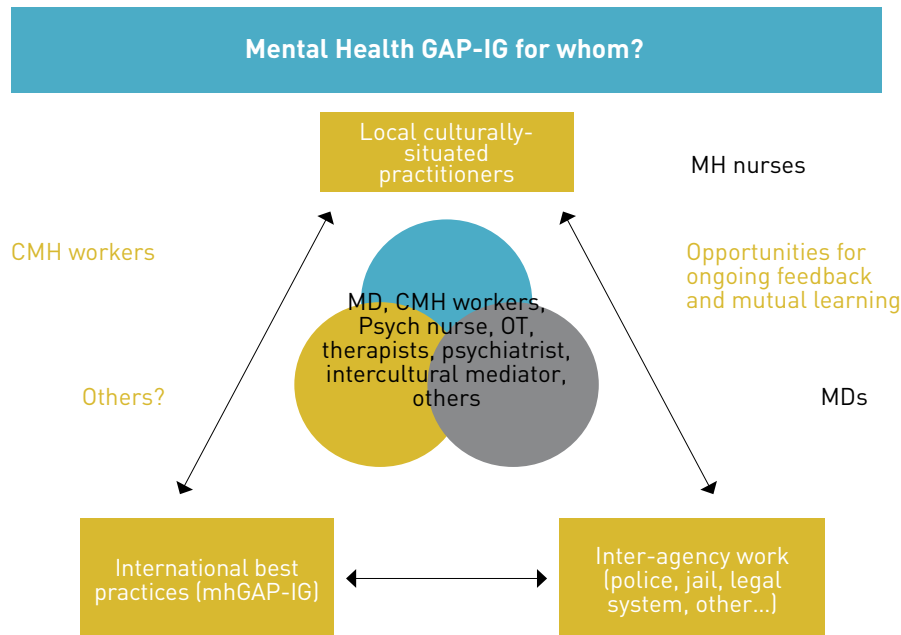 Mental Health GAP-IG for whom?
Local culturally-
situated
practitioners
MH nurses
CMH workers
Opportunities for
ongoing feedback
and mutual learning
MD, CMH workers,
Psych nurse, OT,
therapists, psychiatrist,
intercultural mediator,
others
Others?
MDs
International best
practices (mhGAP-IG)
Inter-agency work
(police, jail, legal
system, other...)